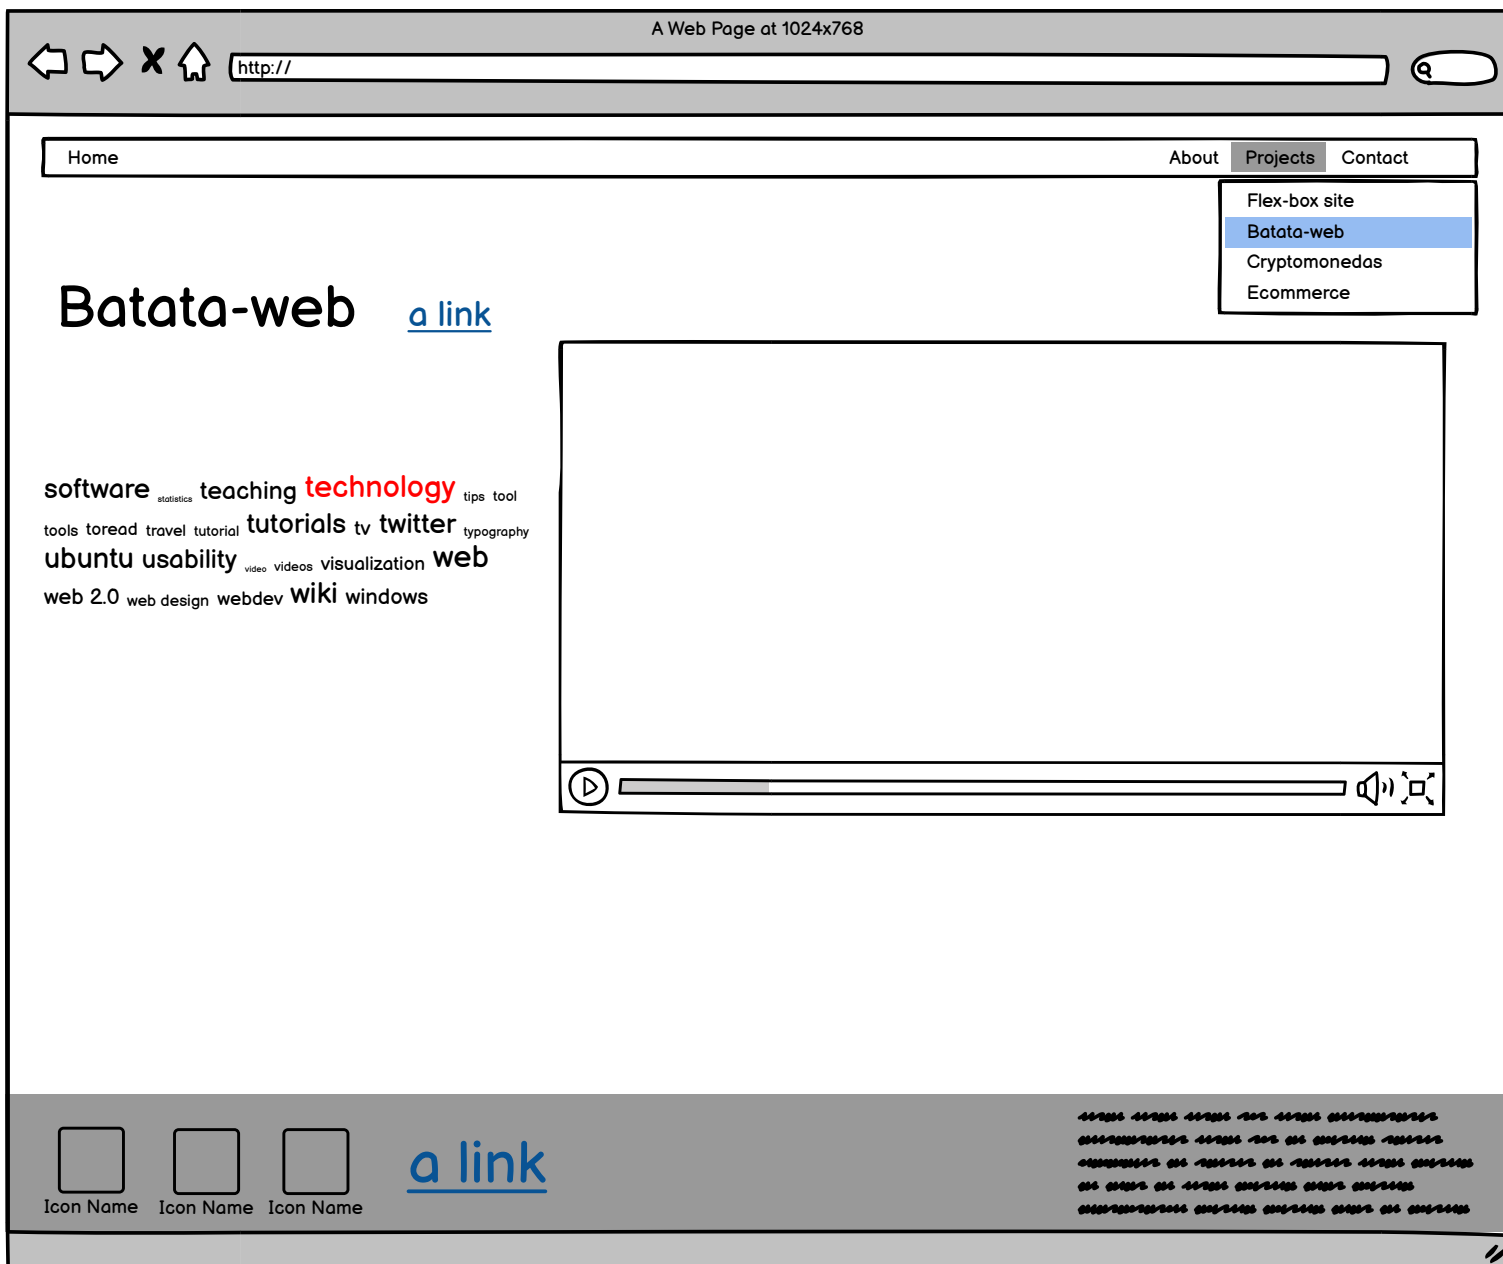 A Web Page at 1024x768
http://
Home About Projects Contact
Flex-box site
Batata-web
Cryptomonedas
Ecommerce
Batata-web a link
software statistics teaching technology tips tool
tools toread travel tutorial tutorials tv twitter typography
ubuntu usability video videos visualization web
web 2.0 web design webdev wiki windows
a link
Icon Name Icon Name Icon Name